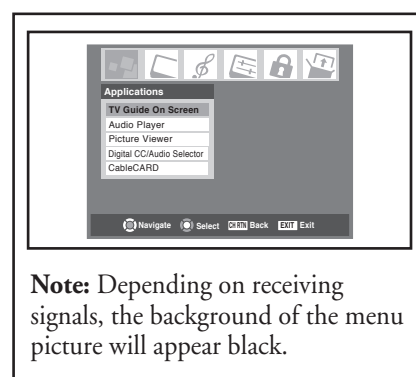 Applications
TV Guide On Screen
Audio Player
Picture Viewer
Digital CC/Audio Selector
CableCARD
Navigate Select CH RTN Back EXIT Exit
Note: Depending on receiving
signals, the background of the menu
picture will appear black.